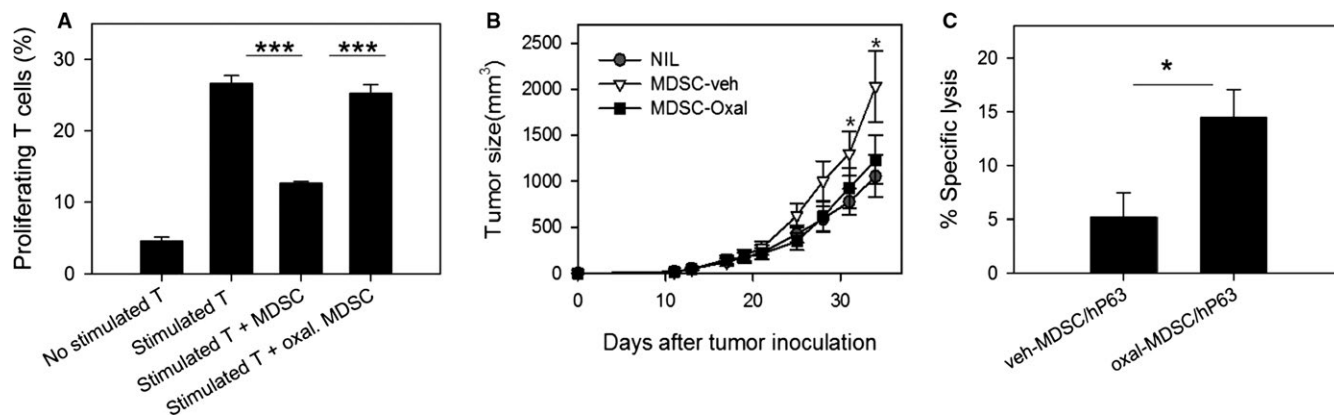 A
Proliferating T cells (%)
30
20
10
0
***
***
No stimulated T
Stimulated T
Stimulated T + MDSC
Stimulated T + oxal. MDSC
B
Tumor size(mm³)
2500
2000
1500
1000
500
0
NIL
MDSC-veh
MDSC-Oxal
*
*
0
10
20
30
Days after tumor inoculation
C
% Specific lysis
20
15
10
5
0
*
veh-MDSC/hP63
oxal-MDSC/hP63